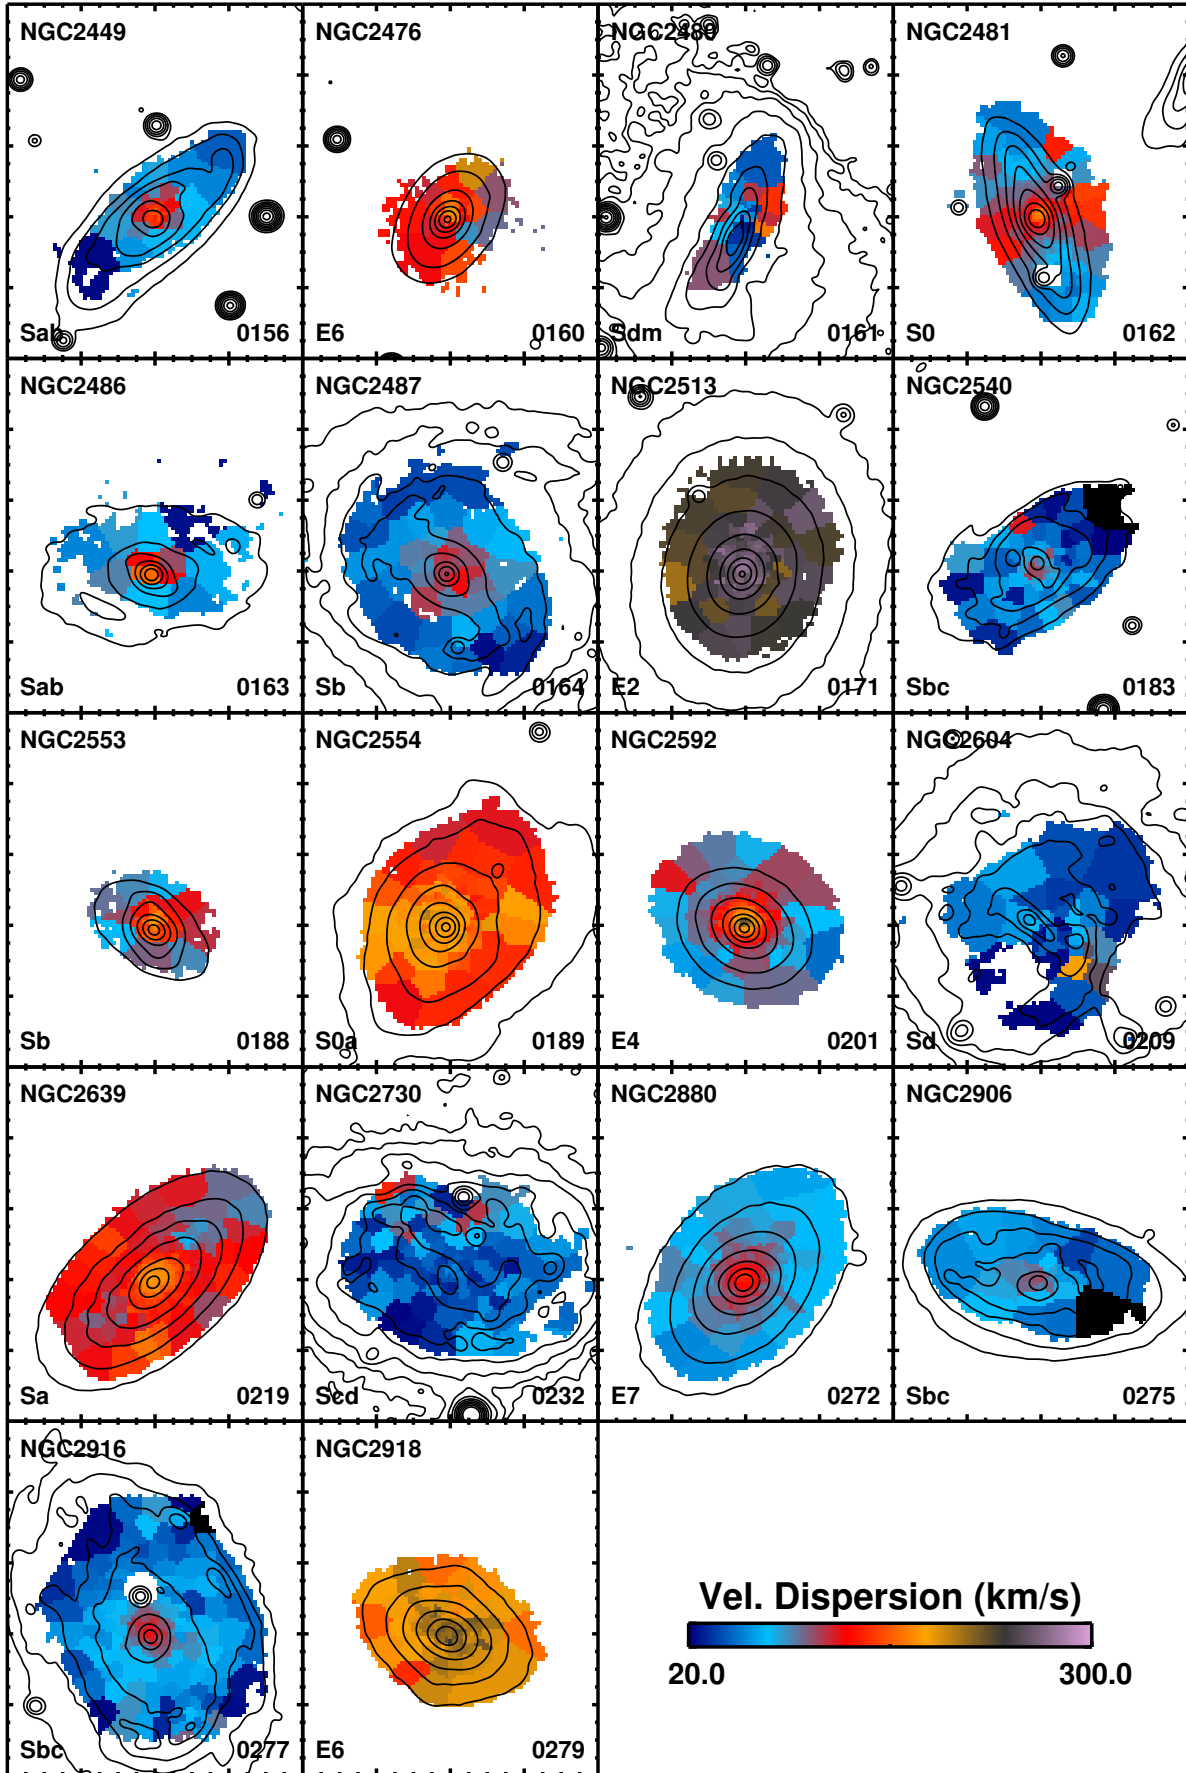 NGC2449 NGC2476 NGC2480 NGC2481
Sab 0156 E6 0160 Sdm 0161 S0 0162
NGC2486 NGC2487 NGC2513 NGC2540
Sab 0163 Sb 0164 E2 0171 Sbc 0183
NGC2553 NGC2554 NGC2592 NGC2604
Sb 0188 S0a 0189 E4 0201 Sd 0209
NGC2639 NGC2730 NGC2880 NGC2906
Sa 0219 Scd 0232 E7 0272 Sbc 0275
NGC2916 NGC2918
Vel. Dispersion (km/s)
20.0 300.0
Sbc 0277 E6 0279